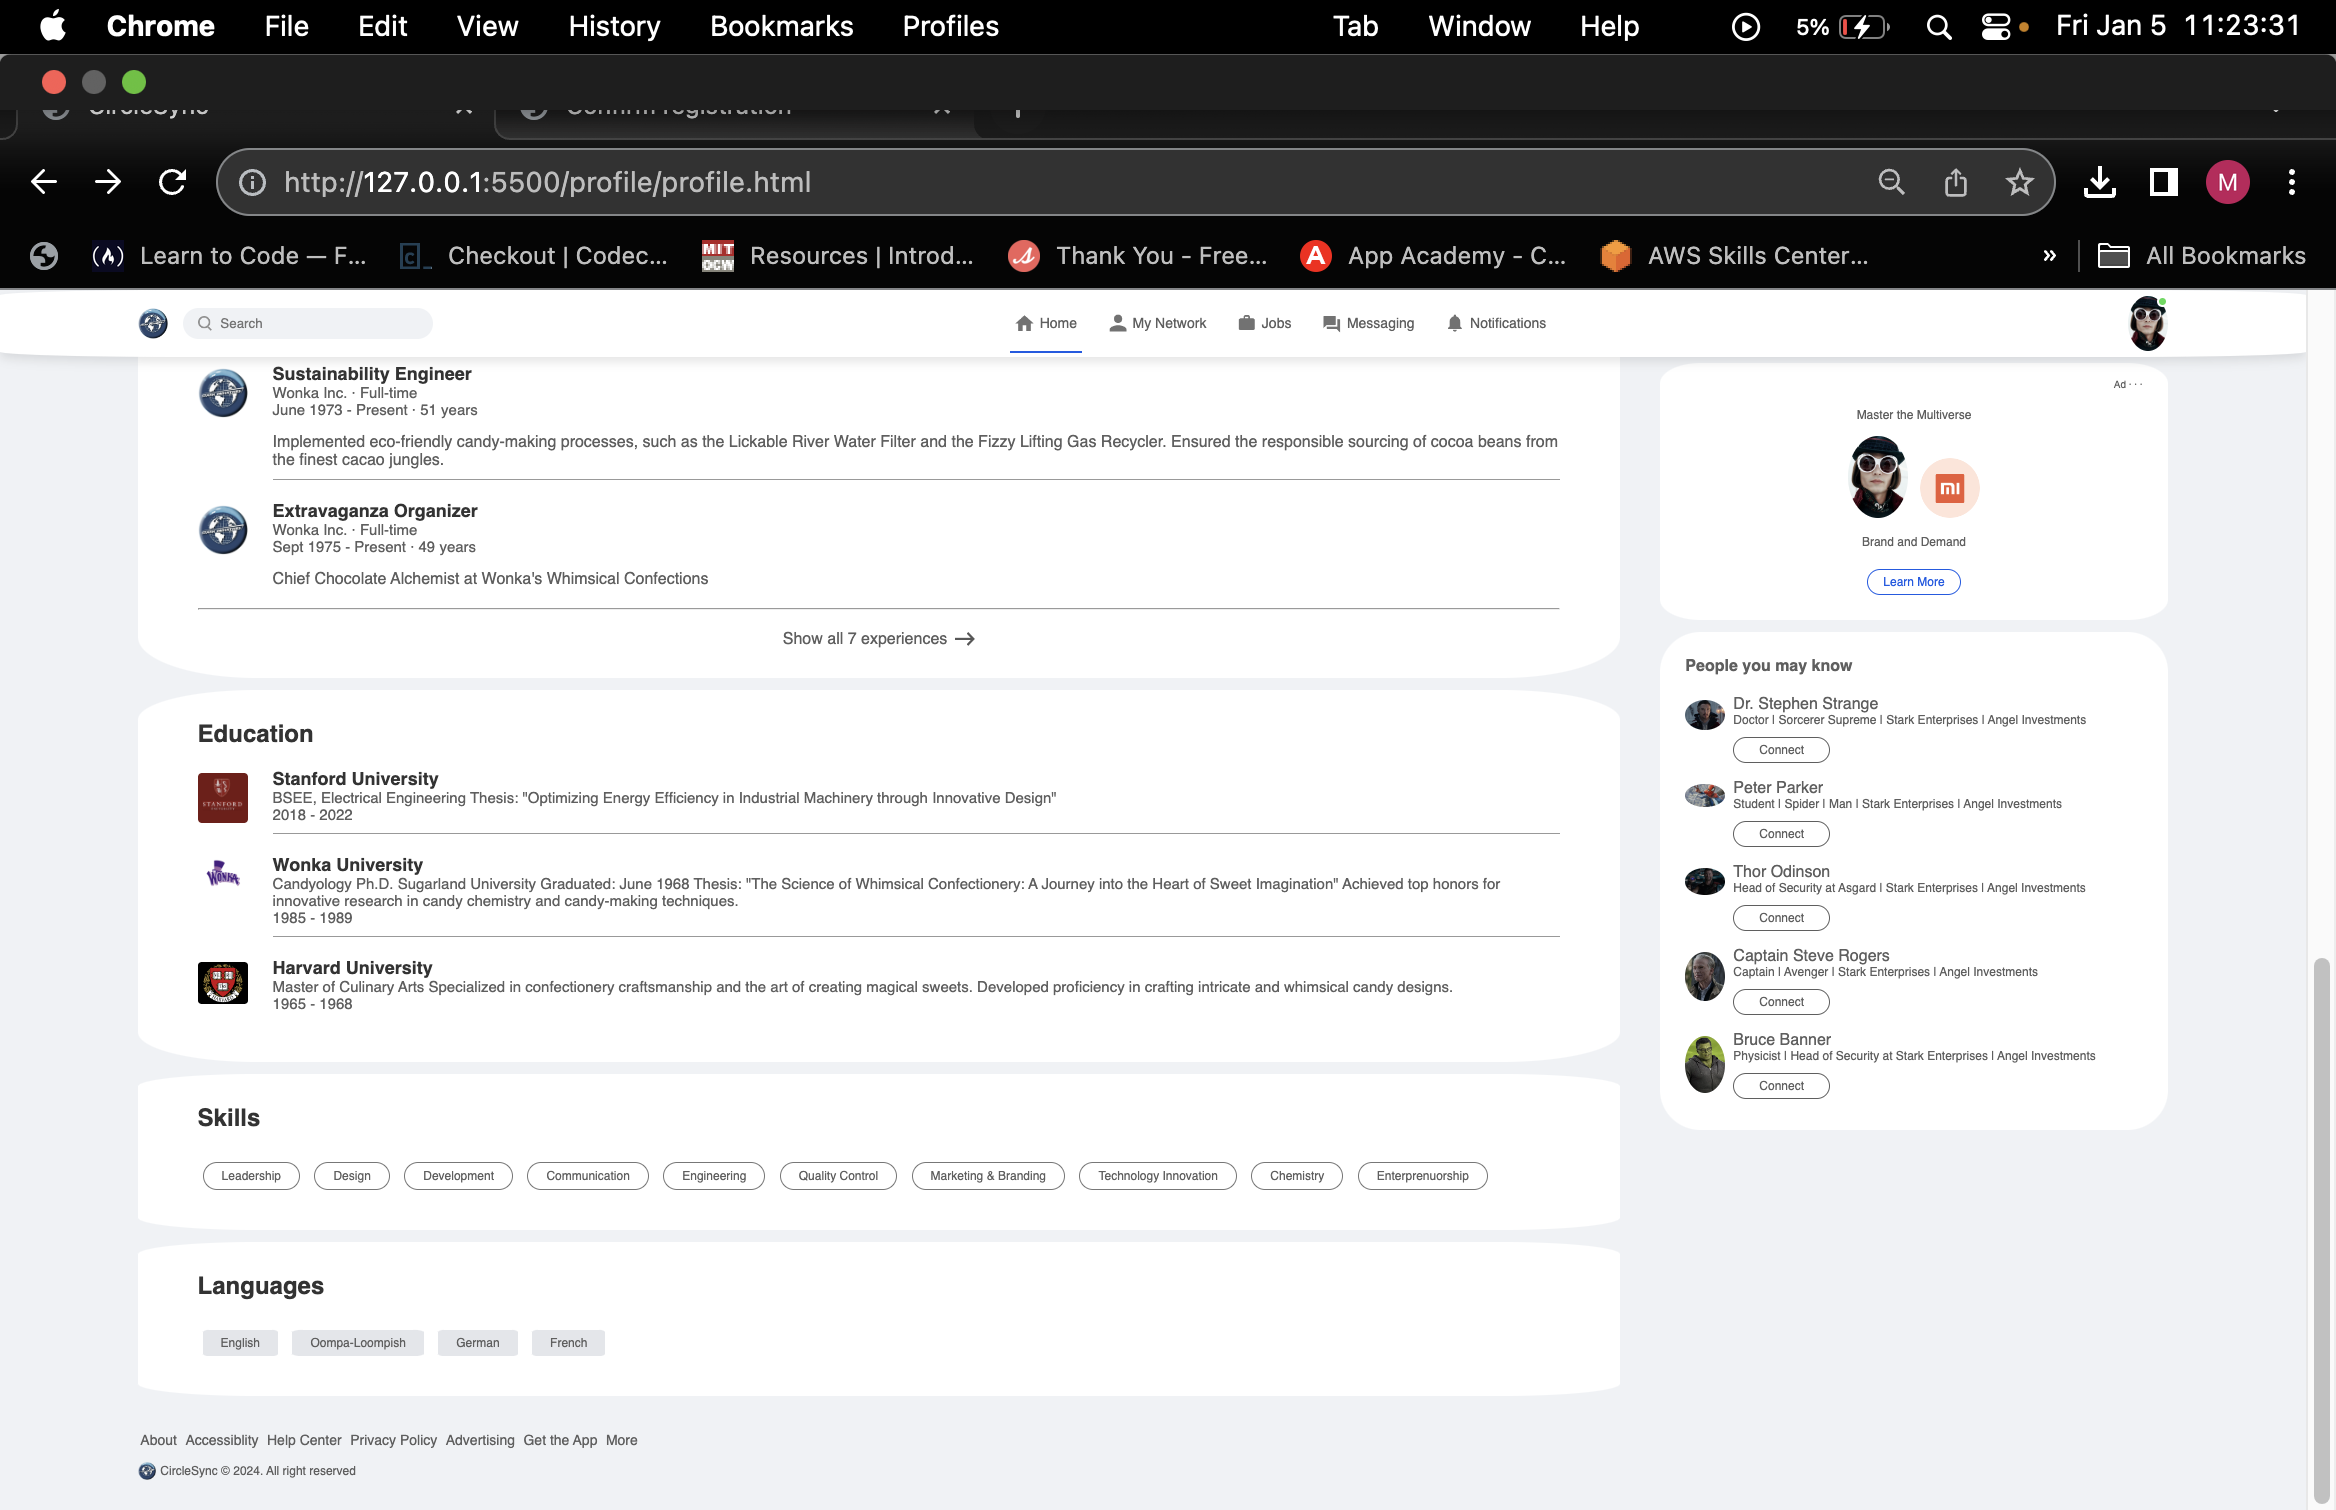 Chrome File Edit View History Bookmarks Profiles Tab Window Help 5% Fri Jan 5 11:23:31
CircleSync Confirm registration
http://127.0.0.1:5500/profile/profile.html M
Learn to Code — F... Checkout | Codec... MIT OCW Resources | Introd... Thank You - Free... App Academy - C... AWS Skills Center... » All Bookmarks
Search Home My Network Jobs Messaging Notifications
Sustainability Engineer
Wonka Inc. · Full-time
June 1973 - Present · 51 years
Implemented eco-friendly candy-making processes, such as the Lickable River Water Filter and the Fizzy Lifting Gas Recycler. Ensured the responsible sourcing of cocoa beans from
the finest cacao jungles.
Extravaganza Organizer
Wonka Inc. · Full-time
Sept 1975 - Present · 49 years
Chief Chocolate Alchemist at Wonka's Whimsical Confections
Show all 7 experiences
Education
STANFORD
Stanford University
BSEE, Electrical Engineering Thesis: "Optimizing Energy Efficiency in Industrial Machinery through Innovative Design"
2018 - 2022
WONKA
Wonka University
Candyology Ph.D. Sugarland University Graduated: June 1968 Thesis: "The Science of Whimsical Confectionery: A Journey into the Heart of Sweet Imagination" Achieved top honors for
innovative research in candy chemistry and candy-making techniques.
1985 - 1989
Harvard University
Master of Culinary Arts Specialized in confectionery craftsmanship and the art of creating magical sweets. Developed proficiency in crafting intricate and whimsical candy designs.
1965 - 1968
Skills
Leadership Design Development Communication Engineering Quality Control Marketing & Branding Technology Innovation Chemistry Enterprenuorship
Languages
English Oompa-Loompish German French
Ad ···
Master the Multiverse
mi
Brand and Demand
Learn More
People you may know
Dr. Stephen Strange
Doctor | Sorcerer Supreme | Stark Enterprises | Angel Investments
Connect
Peter Parker
Student | Spider | Man | Stark Enterprises | Angel Investments
Connect
Thor Odinson
Head of Security at Asgard | Stark Enterprises | Angel Investments
Connect
Captain Steve Rogers
Captain | Avenger | Stark Enterprises | Angel Investments
Connect
Bruce Banner
Physicist | Head of Security at Stark Enterprises | Angel Investments
Connect
About Accessiblity Help Center Privacy Policy Advertising Get the App More
CircleSync © 2024. All right reserved